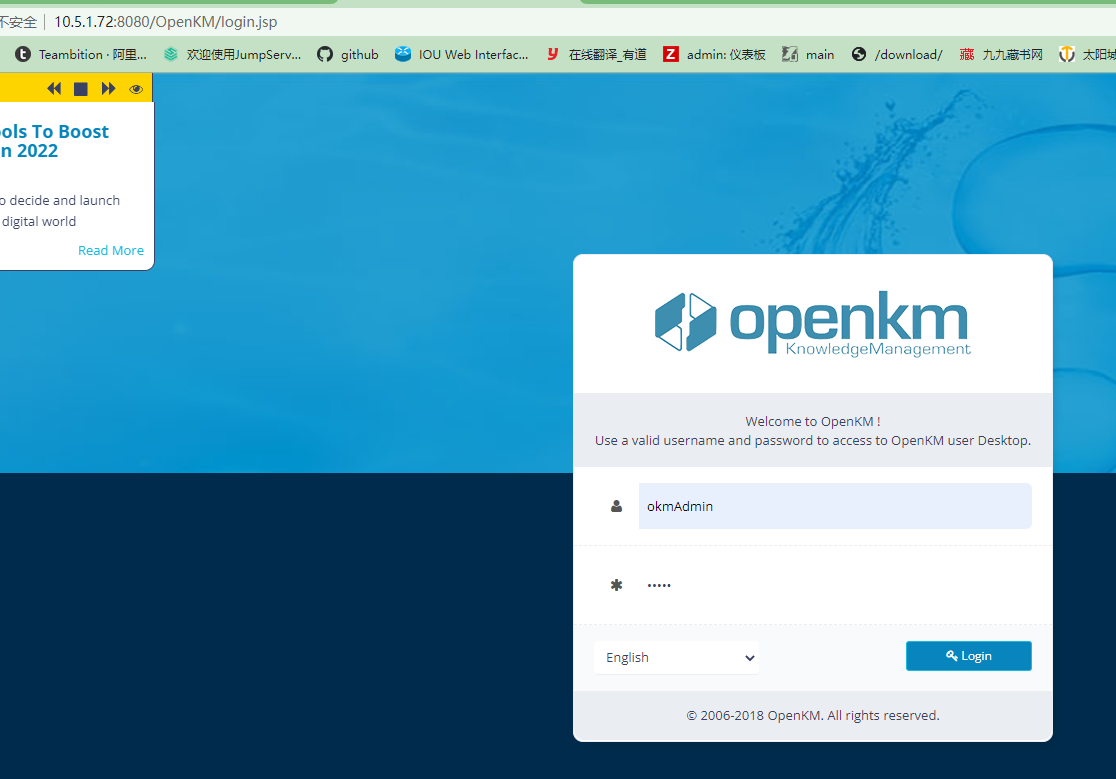 不安全 | 10.5.1.72:8080/OpenKM/login.jsp
Teambition · 阿里... 欢迎使用JumpServ... github IOU Web Interfac... 在线翻译_有道 admin: 仪表板 main /download/ 九九藏书网 太阳城
ools To Boost
n 2022
o decide and launch
digital world
Read More
openkm
KnowledgeManagement
Welcome to OpenKM !
Use a valid username and password to access to OpenKM user Desktop.
okmAdmin
•••••
English
Login
© 2006-2018 OpenKM. All rights reserved.